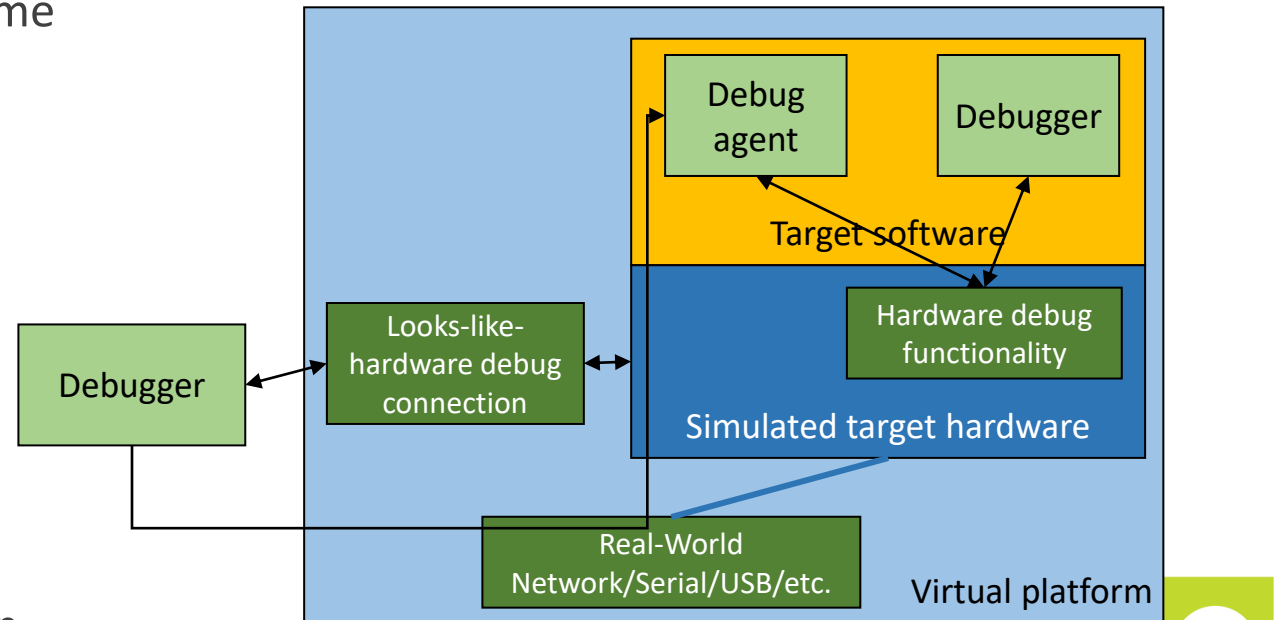 me
Debug
agent
Debugger
Target software
Looks-like-
hardware debug
connection
Hardware debug
functionality
Debugger
Simulated target hardware
Real-World
Network/Serial/USB/etc.
Virtual platform